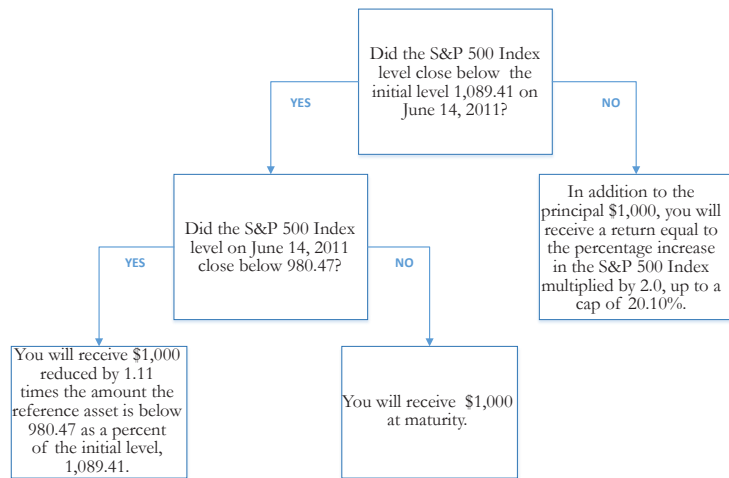 Did the S&P 500 Index
level close below the
initial level 1,089.41 on
June 14, 2011?
YES
NO
Did the S&P 500 Index
level on June 14, 2011
close below 980.47?
In addition to the
principal $1,000, you will
receive a return equal to
the percentage increase
in the S&P 500 Index
multiplied by 2.0, up to a
cap of 20.10%.
YES
NO
You will receive $1,000
reduced by 1.11
times the amount the
reference asset is below
980.47 as a percent
of the initial level,
1,089.41.
You will receive $1,000
at maturity.